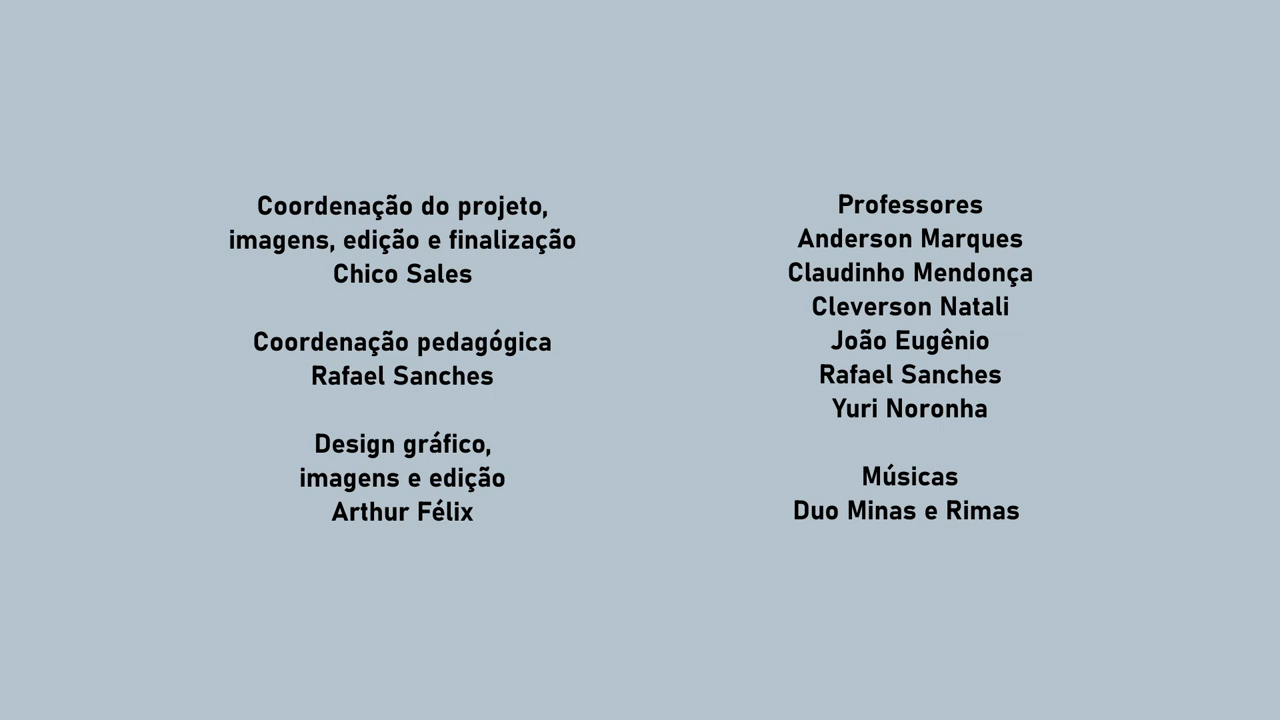 Coordenação do projeto,
imagens, edição e finalização
Chico Sales
Coordenação pedagógica
Rafael Sanches
Design gráfico,
imagens e edição
Arthur Félix
Professores
Anderson Marques
Claudinho Mendonça
Cleverson Natali
João Eugênio
Rafael Sanches
Yuri Noronha
Músicas
Duo Minas e Rimas